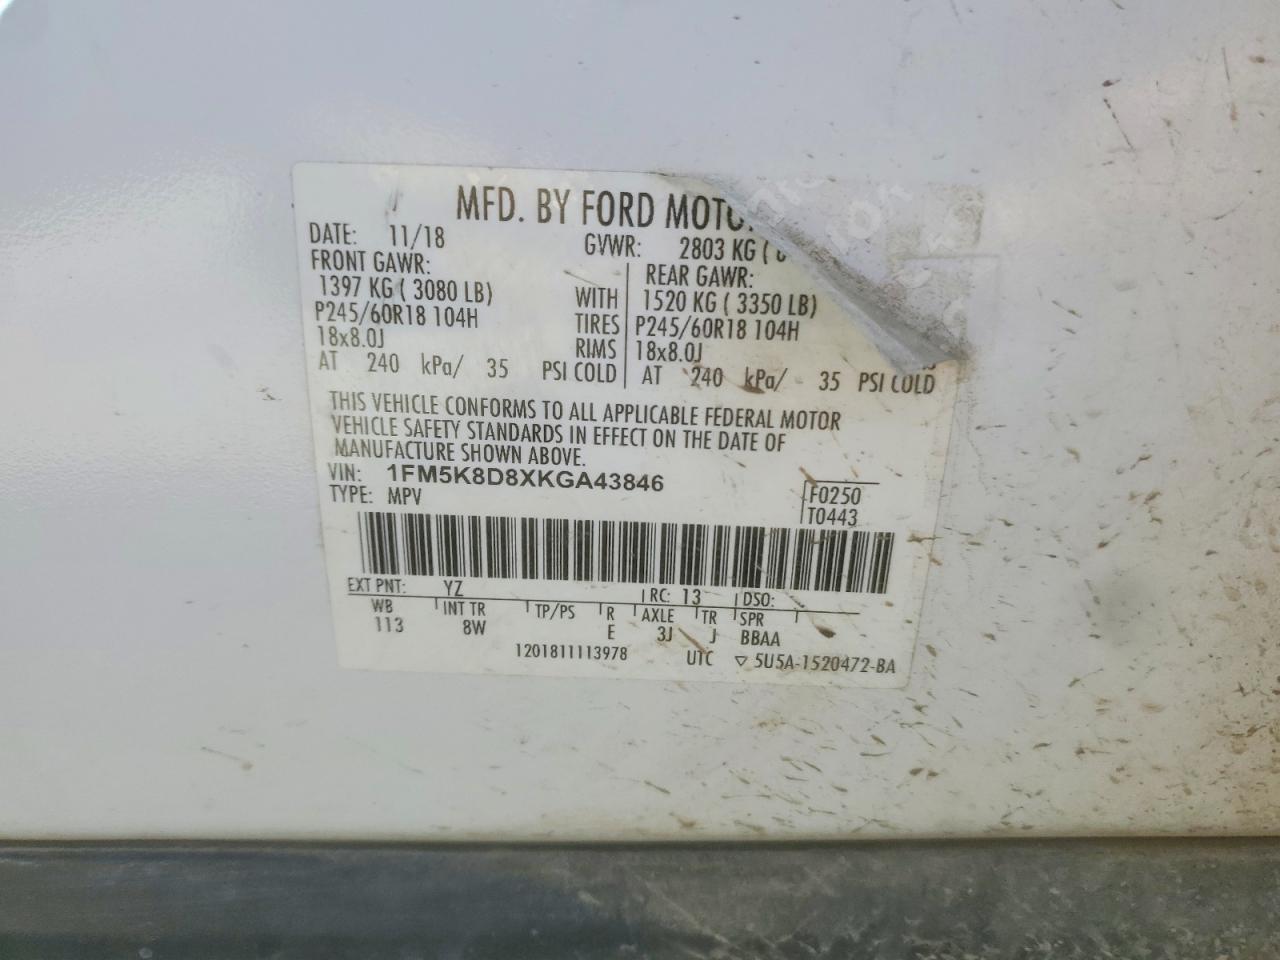 MFD. BY FORD
DATE: 11/18 GVWR: 2803 KG (
FRONT GAWR: REAR GAWR:
1397 KG ( 3080 LB) WITH 1520 KG ( 3350 LB)
P245/60R18 104H TIRES P245/60R18 104H
18x8.0J RIMS 18x8.0J
AT 240 kPa/ 35 PSI COLD AT 240 kPa/ 35 PSI COLD
THIS VEHICLE CONFORMS TO ALL APPLICABLE FEDERAL MOTOR
VEHICLE SAFETY STANDARDS IN EFFECT ON THE DATE OF
MANUFACTURE SHOWN ABOVE.
VIN: 1FM5K8D8XKGA43846 F0250
TYPE: MPV T0443
EXT PNT: YZ RC: 13 DSO:
WB INT TR TP/PS R AXLE TR SPR
113 8W E 3J J BBAA
1201811113978 UTC ▽ 5U5A-1520472-BA